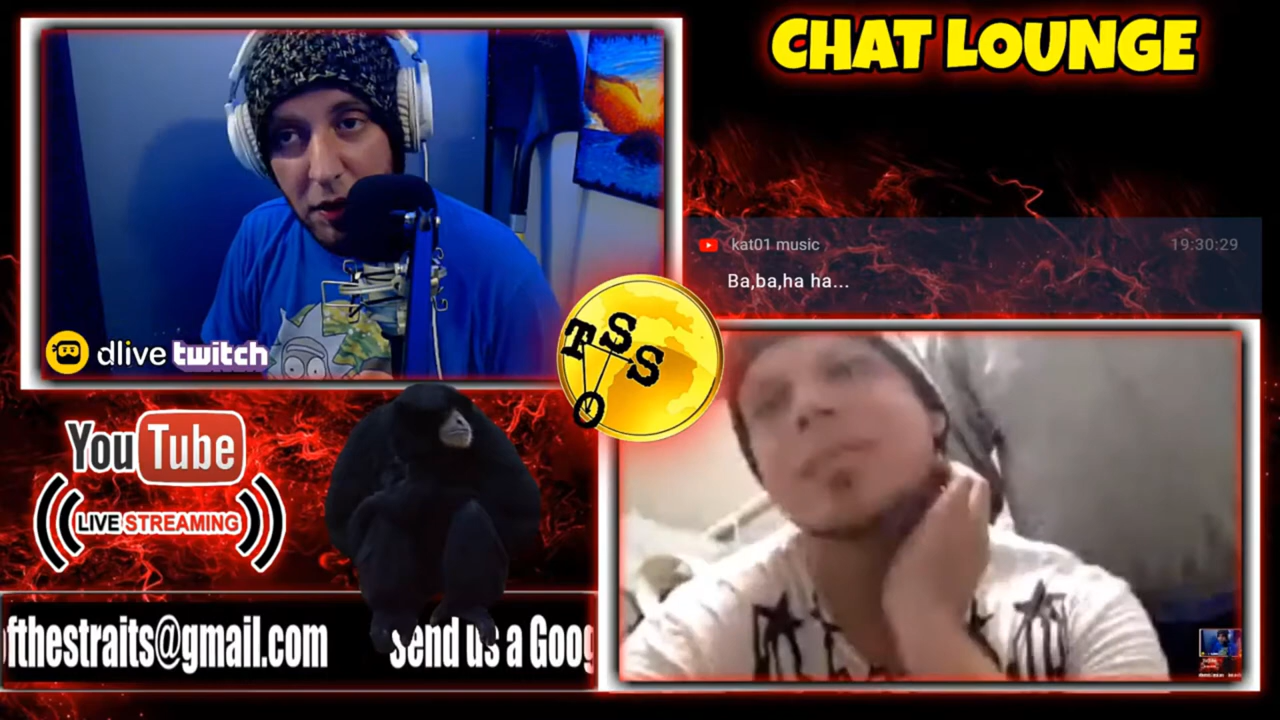 CHAT LOUNGE
kat01 music
19:30:29
Ba,ba,ha ha...
dlive twitch
TSS
YouTube
LIVE STREAMING
ofthestraits@gmail.com
Send us a Goog